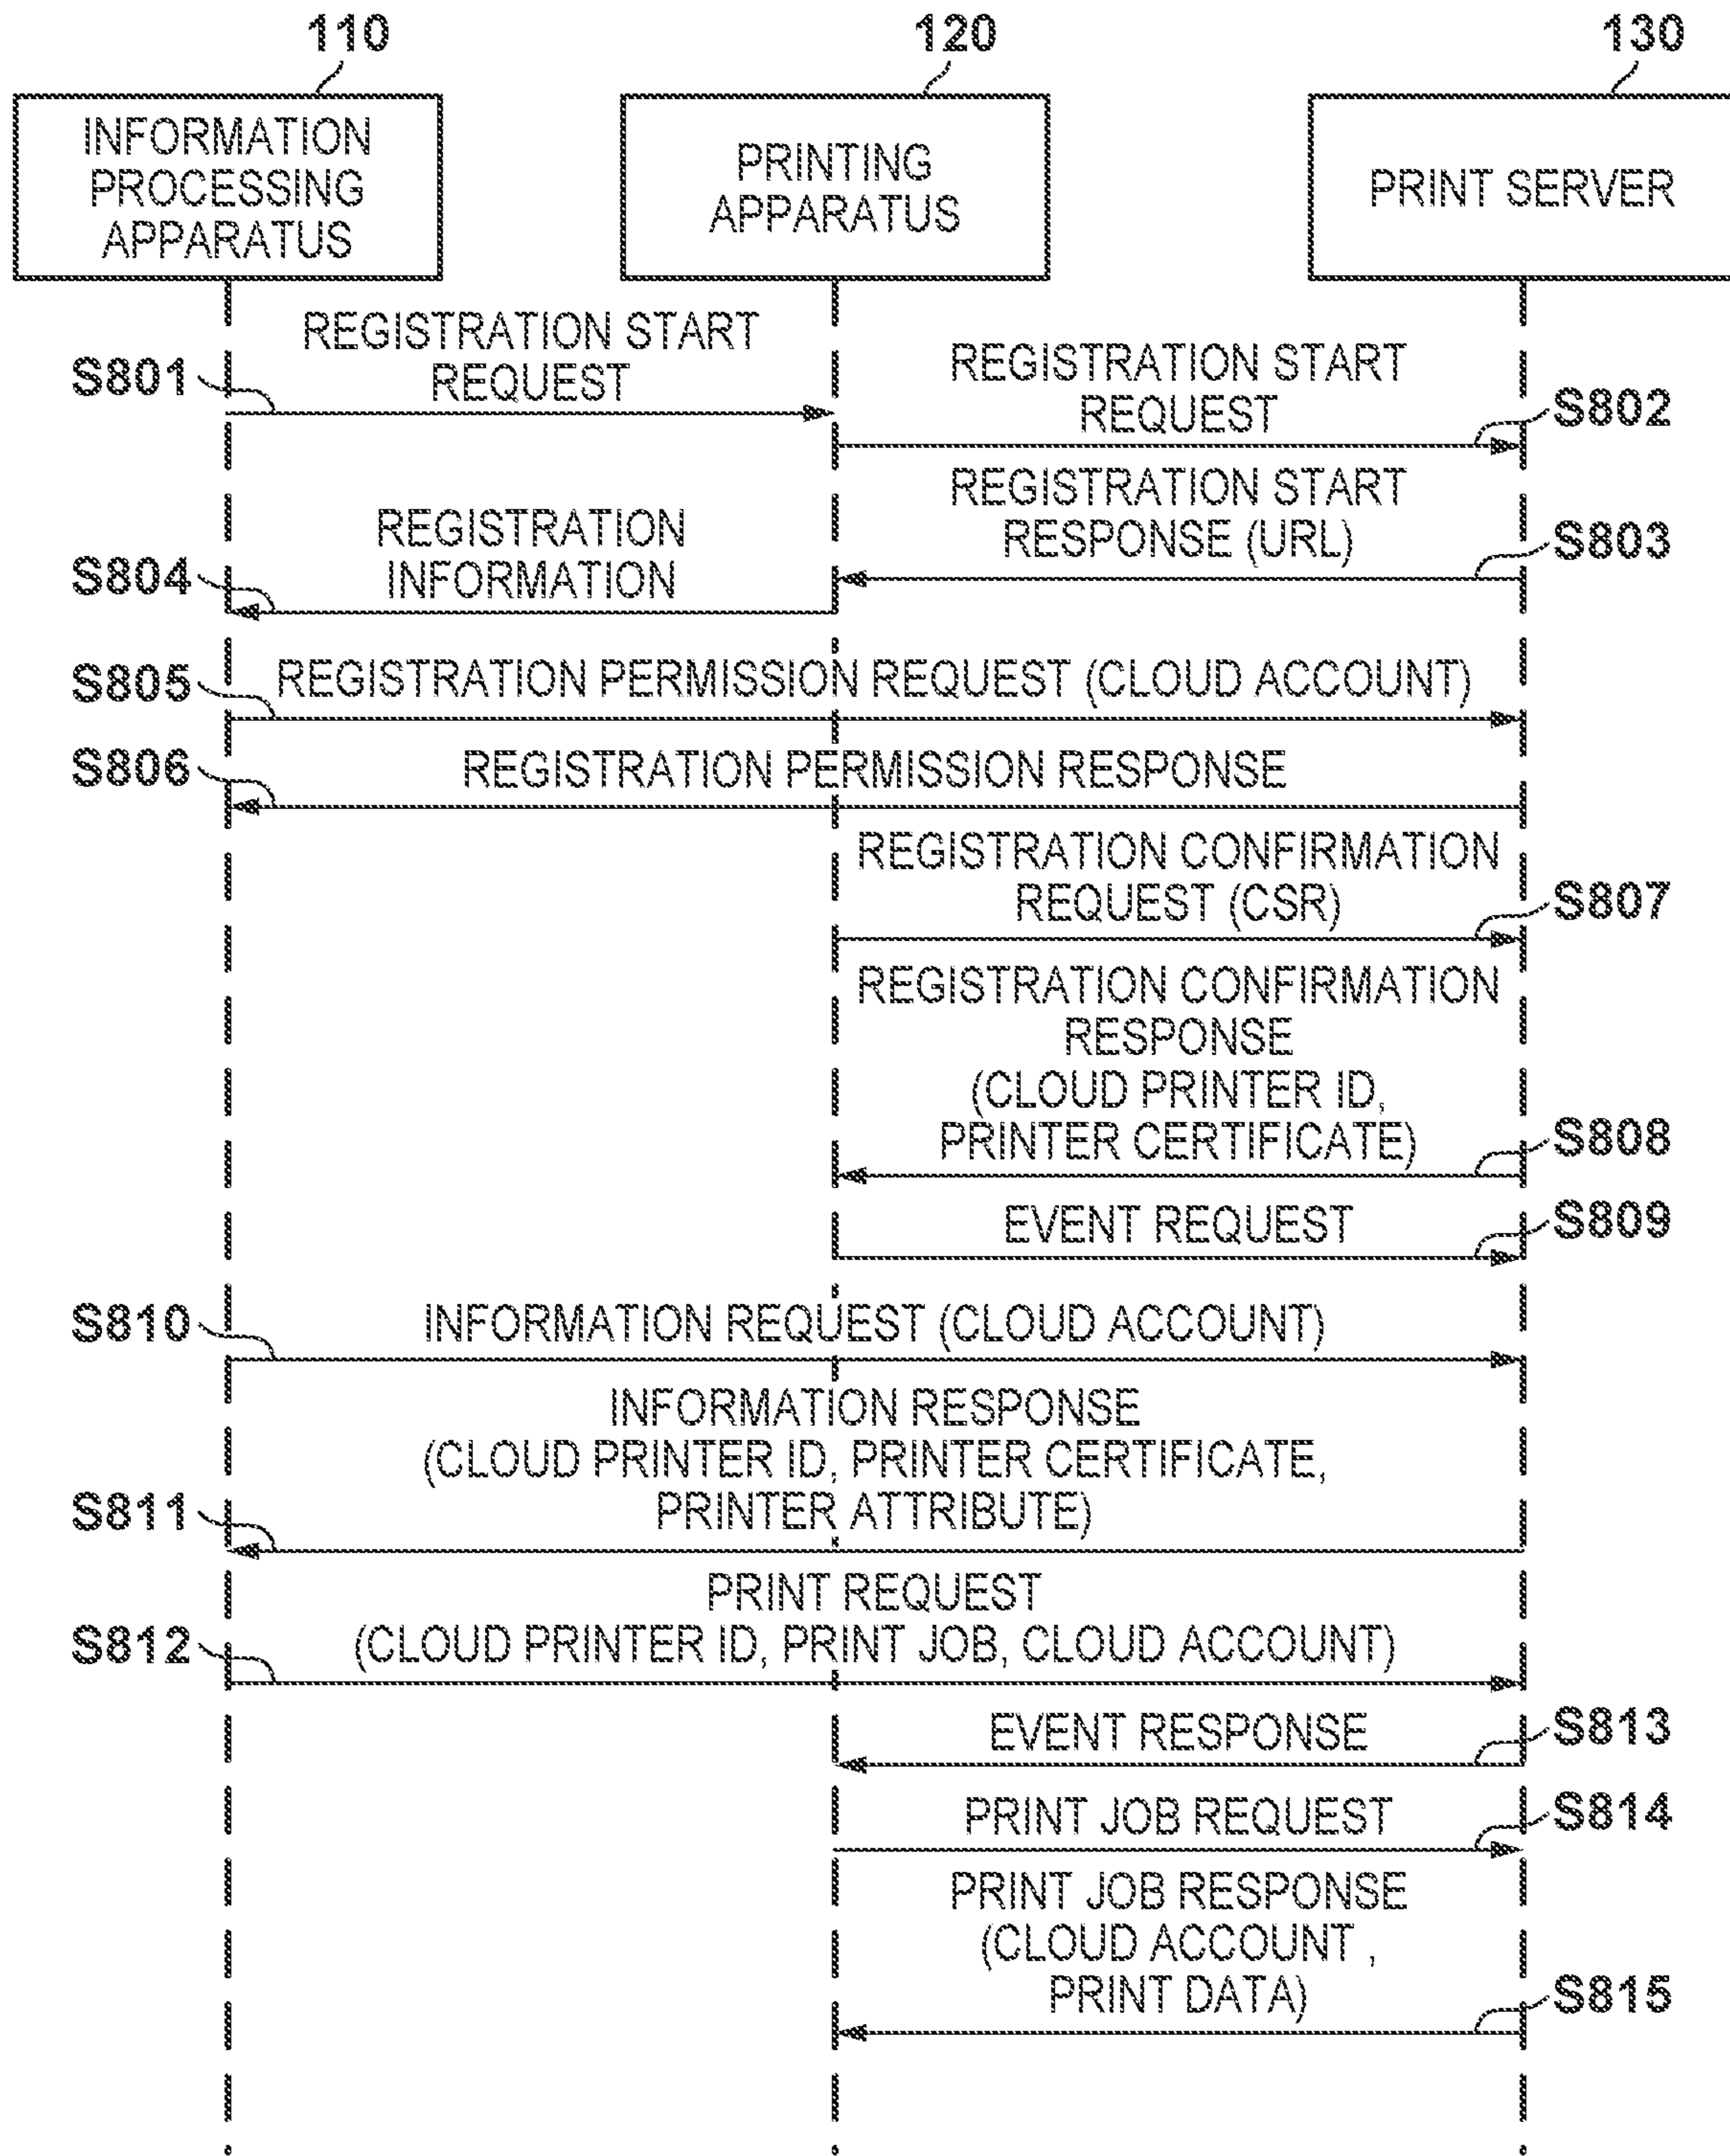 110
120
130
INFORMATION
PROCESSING
APPARATUS
PRINTING
APPARATUS
PRINT SERVER
REGISTRATION START
REQUEST
S801
REGISTRATION START
REQUEST
S802
REGISTRATION START
RESPONSE (URL)
S803
REGISTRATION
INFORMATION
S804
S805
REGISTRATION PERMISSION REQUEST (CLOUD ACCOUNT)
S806
REGISTRATION PERMISSION RESPONSE
REGISTRATION CONFIRMATION
REQUEST (CSR)
S807
REGISTRATION CONFIRMATION
RESPONSE
(CLOUD PRINTER ID,
PRINTER CERTIFICATE)
S808
EVENT REQUEST
S809
S810
INFORMATION REQUEST (CLOUD ACCOUNT)
INFORMATION RESPONSE
(CLOUD PRINTER ID, PRINTER CERTIFICATE,
PRINTER ATTRIBUTE)
S811
PRINT REQUEST
(CLOUD PRINTER ID, PRINT JOB, CLOUD ACCOUNT)
S812
EVENT RESPONSE
S813
PRINT JOB REQUEST
S814
PRINT JOB RESPONSE
(CLOUD ACCOUNT ,
PRINT DATA)
S815